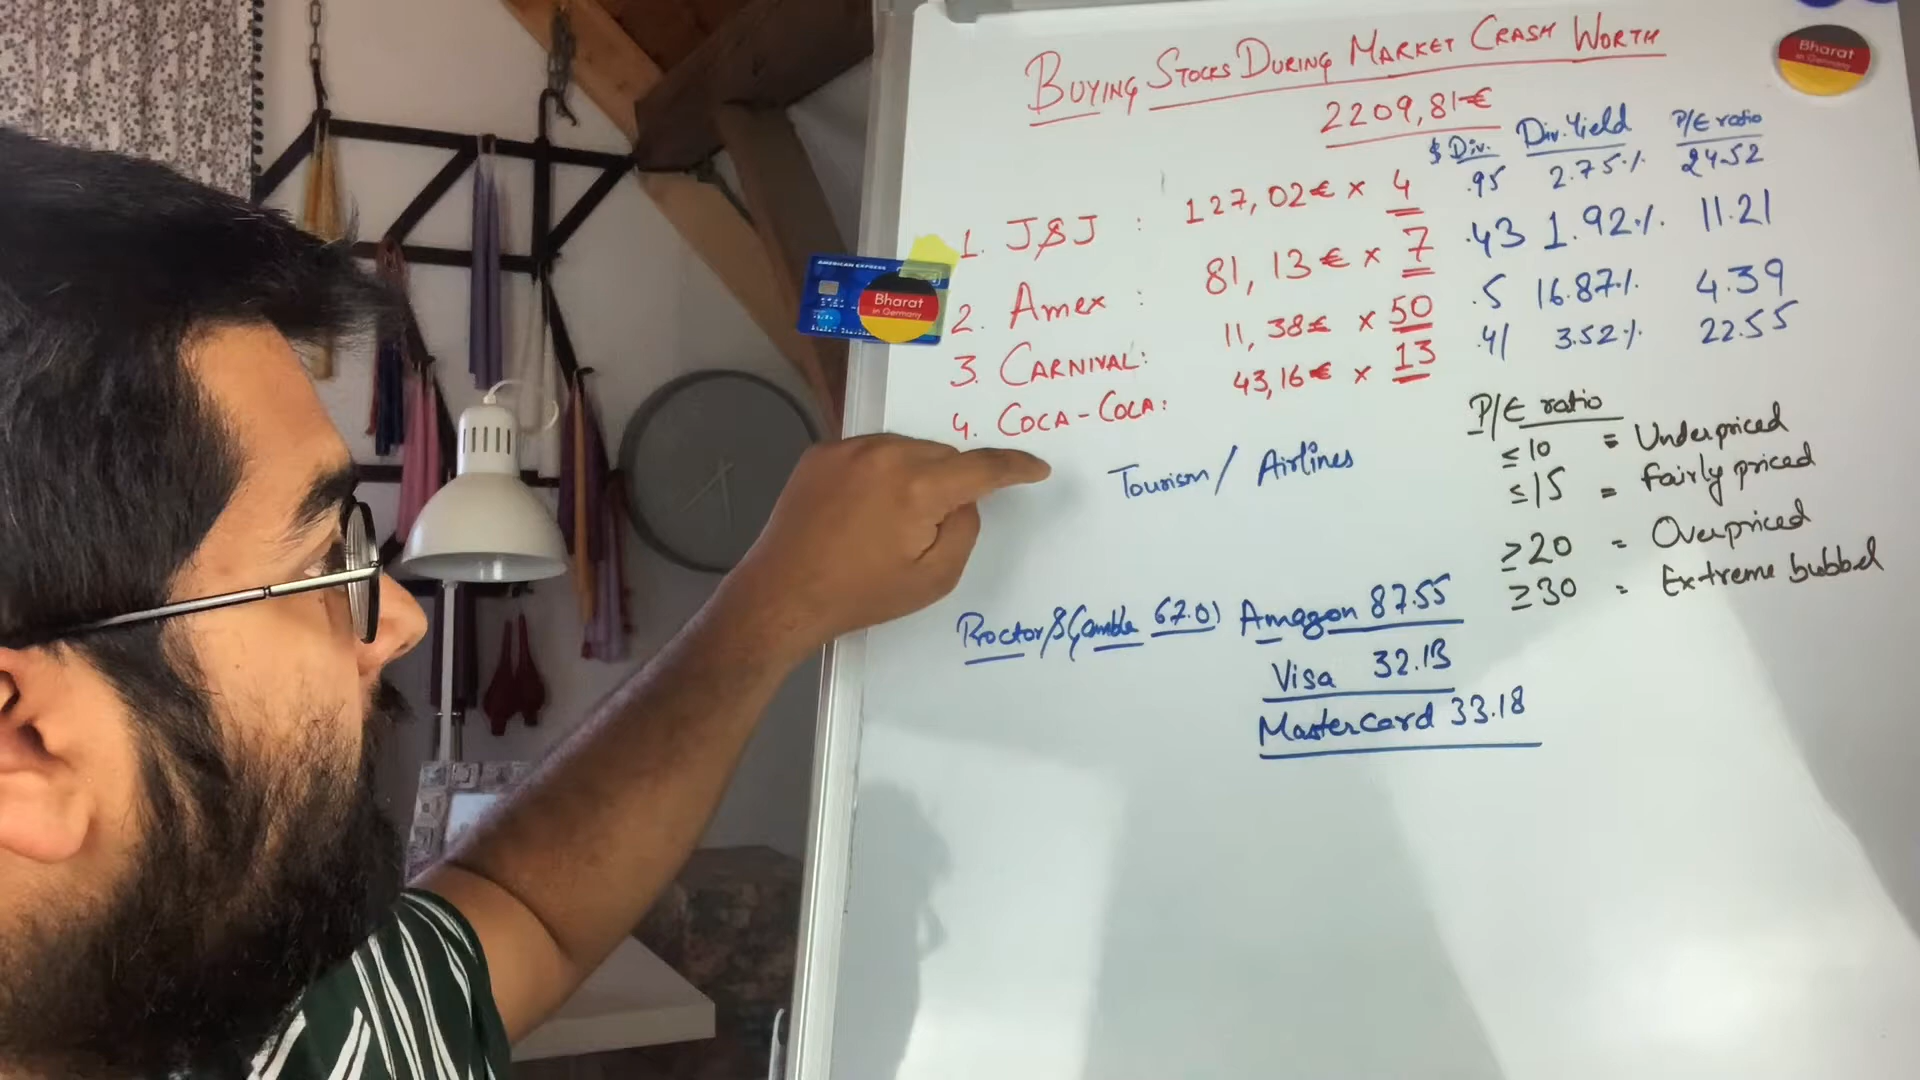 BUYING STOCKS DURING MARKET CRASH WORTH
2209,81€
$ Div. Div. Yield P/E ratio
1. J&J : 127,02€ x 4 .95 2.75% 24.52
2. Amex : 81,13€ x 7 .43 1.92% 11.21
3. CARNIVAL: 11,38€ x 50 .5 16.87% 4.39
4. COCA-COLA: 43,16€ x 13 .41 3.52% 22.55
Tourism/ Airlines
P/E ratio
≤10 = Underpriced
≤15 = fairly priced
≥20 = Overpriced
≥30 = Extreme bubbel
Proctor&Gamble 67.01 Amazon 87.55
Visa 32.13
Mastercard 33.18
Bharat
in Germany
AMERICAN EXPRESS
Bharat
in Germany